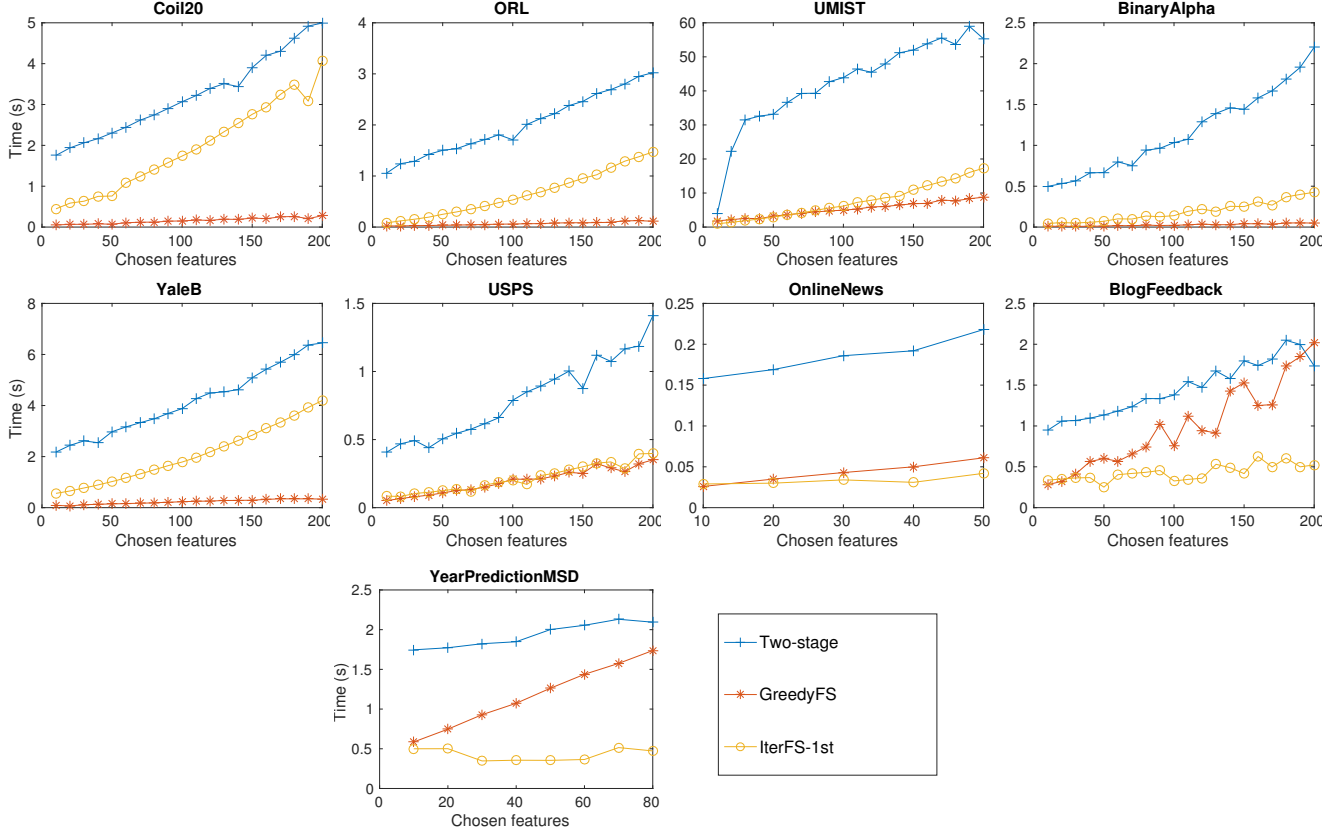 Coil20
5
4
3
2
1
0
0 50 100 150 200
Time (s)
Chosen features
ORL
4
3
2
1
0
0 50 100 150 200
Chosen features
UMIST
60
50
40
30
20
10
0
0 50 100 150 200
Chosen features
BinaryAlpha
2.5
2
1.5
1
0.5
0
0 50 100 150 200
Chosen features
YaleB
8
6
4
2
0
0 50 100 150 200
Time (s)
Chosen features
USPS
1.5
1
0.5
0
0 50 100 150 200
Chosen features
OnlineNews
0.25
0.2
0.15
0.1
0.05
0
10 20 30 40 50
Chosen features
BlogFeedback
2.5
2
1.5
1
0.5
0
0 50 100 150 200
Chosen features
YearPredictionMSD
2.5
2
1.5
1
0.5
0
0 20 40 60 80
Time (s)
Chosen features
Two-stage
GreedyFS
IterFS-1st